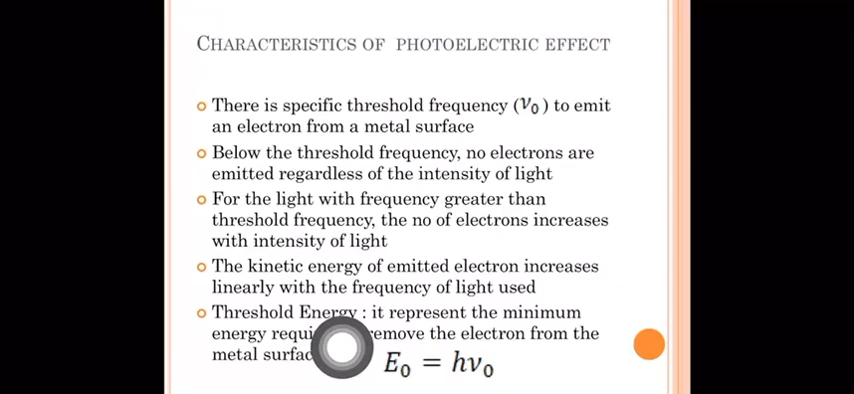 CHARACTERISTICS OF PHOTOELECTRIC EFFECT
There is specific threshold frequency (ν₀) to emit
an electron from a metal surface
Below the threshold frequency, no electrons are
emitted regardless of the intensity of light
For the light with frequency greater than
threshold frequency, the no of electrons increases
with intensity of light
The kinetic energy of emitted electron increases
linearly with the frequency of light used
Threshold Energy : it represent the minimum
energy remove the electron from the
metal
E₀ = hν₀